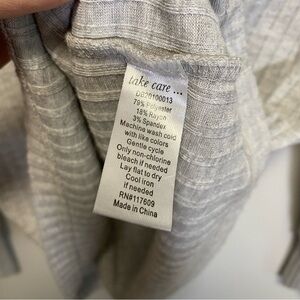 take care ...
DB20100013
79% Polyester
18% Rayon
3% Spandex
Machine wash cold
with like colors
Gentle cycle
Only non-chlorine
bleach if needed
Lay flat to dry
Cool iron
if needed
RN#117609
Made in China